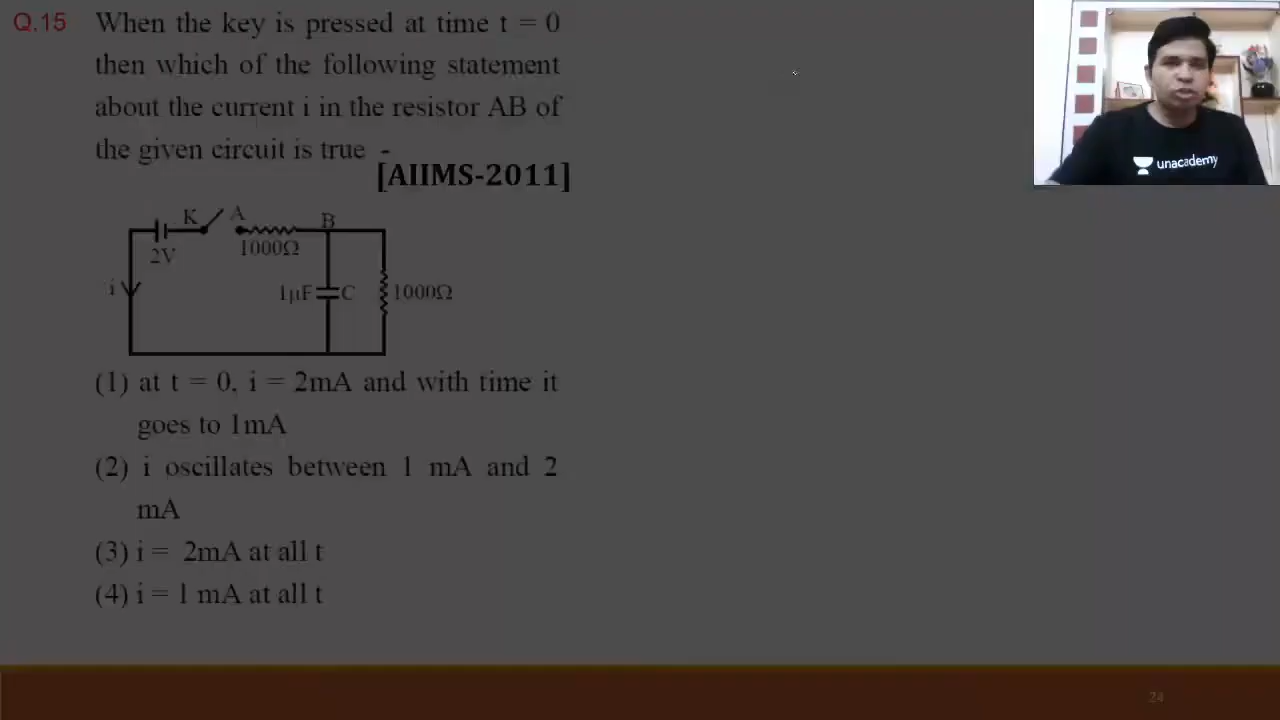 Q.15 When the key is pressed at time t = 0
then which of the following statement
about the current i in the resistor AB of
the given circuit is true -
[AIIMS-2011]
K A B
2V 1000Ω
i 1μF C 1000Ω
(1) at t = 0, i = 2mA and with time it
goes to 1mA
(2) i oscillates between 1 mA and 2
mA
(3) i = 2mA at all t
(4) i = 1 mA at all t
unacademy
24